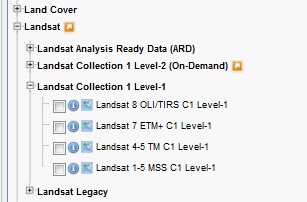 Land Cover
Landsat
Landsat Analysis Ready Data (ARD)
Landsat Collection 1 Level-2 (On-Demand)
Landsat Collection 1 Level-1
Landsat 8 OLI/TIRS C1 Level-1
Landsat 7 ETM+ C1 Level-1
Landsat 4-5 TM C1 Level-1
Landsat 1-5 MSS C1 Level-1
Landsat Legacy